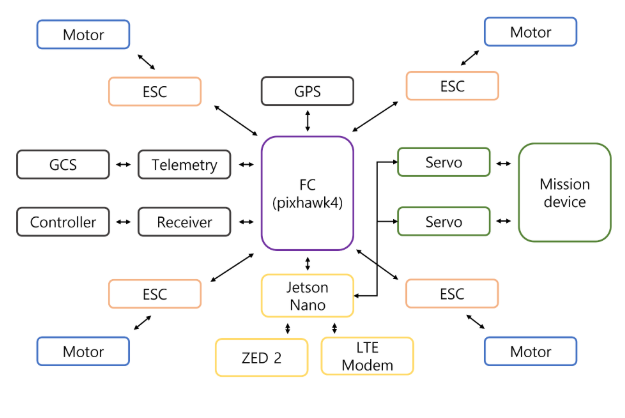 Motor
Motor
ESC
GPS
ESC
GCS
Telemetry
FC
(pixhawk4)
Servo
Mission
device
Controller
Receiver
Servo
ESC
Jetson
Nano
ESC
Motor
ZED 2
LTE
Modem
Motor